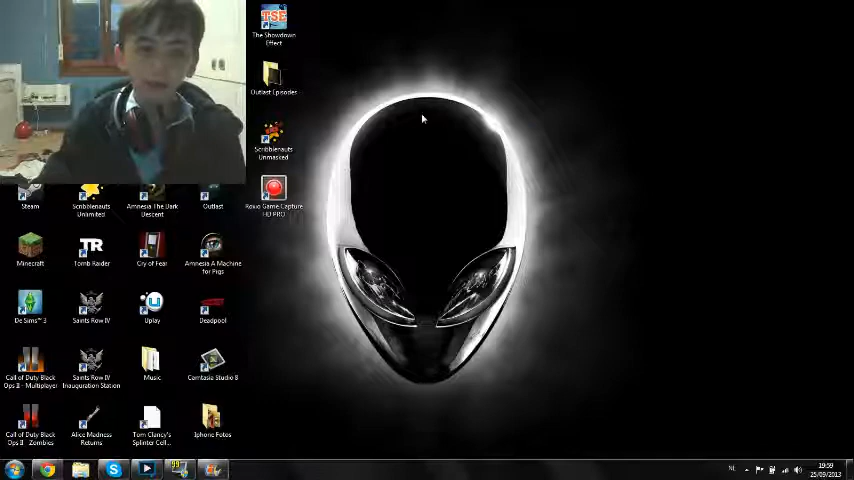 The Showdown
Effect
Outlast Episodes
Scribblenauts
Unmasked
Steam
Scribblenauts
Unlimited
Amnesia The Dark
Descent
Outlast
Roxio Game Capture
HD PRO
Minecraft
TR
Tomb Raider
Cry of Fear
Amnesia A Machine
for Pigs
De Sims™ 3
Saints Row IV
Uplay
Deadpool
Call of Duty Black
Ops II - Multiplayer
Saints Row IV
Inauguration Station
Music
Camtasia Studio 8
Call of Duty Black
Ops II - Zombies
Alice Madness
Returns
Tom Clancy's
Splinter Cell...
Iphone Fotos
99
NL
19:59
25/09/2013